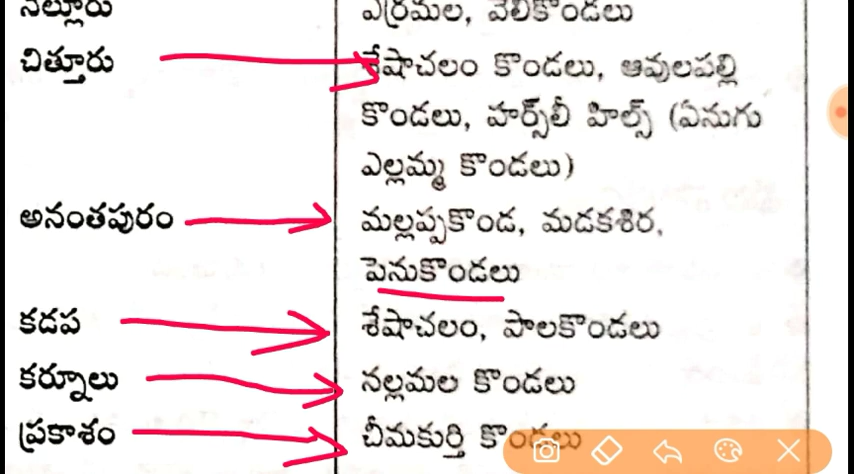 నెల్లూరు ఎర్రమల, వెలికొండలు
చిత్తూరు శేషాచలం కొండలు, ఆవులపల్లి
కొండలు, హర్స్‌లీ హిల్స్ (ఏనుగు
ఎల్లమ్మ కొండలు)
అనంతపురం మల్లప్పకొండ, మడకశిర,
పెనుకొండలు
కడప శేషాచలం, పాలకొండలు
కర్నూలు నల్లమల కొండలు
ప్రకాశం చీమకుర్తి కొండలు